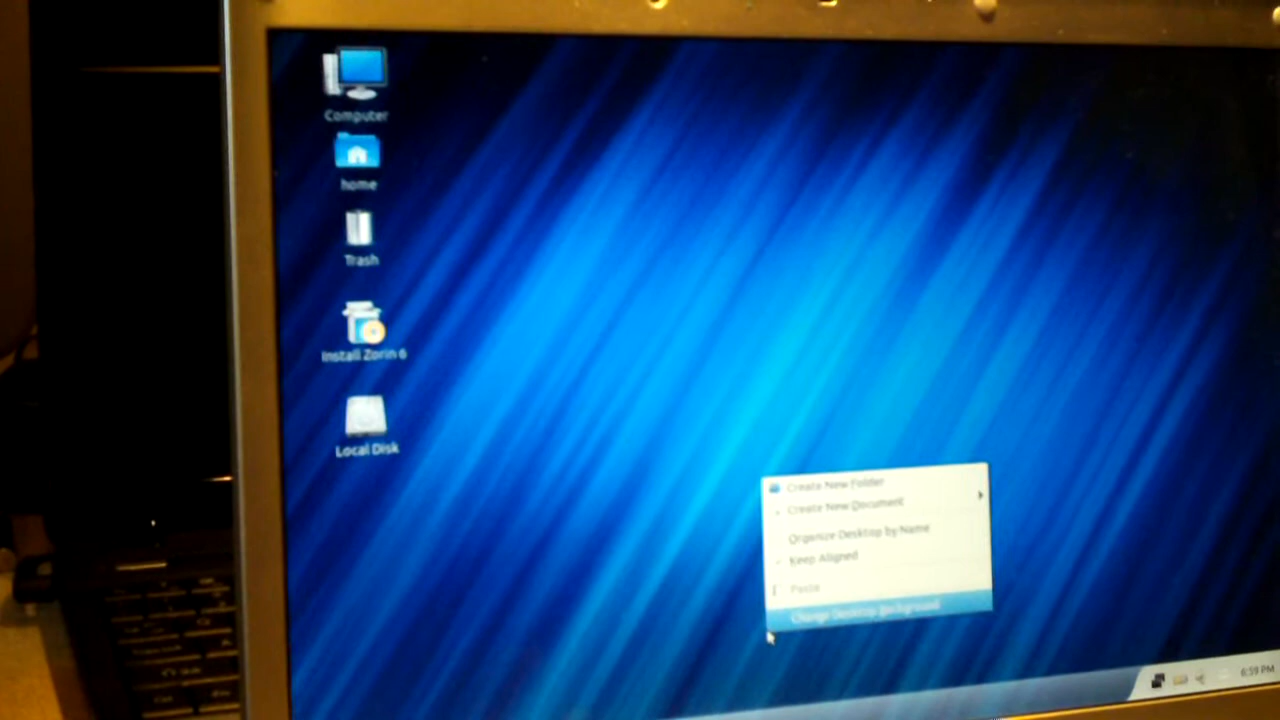 Computer
home
Trash
Install Zorin 6
Local Disk
Create New Folder
Create New Document
Organize Desktop by Name
Keep Aligned
Paste
Change Desktop Background
6:59 PM